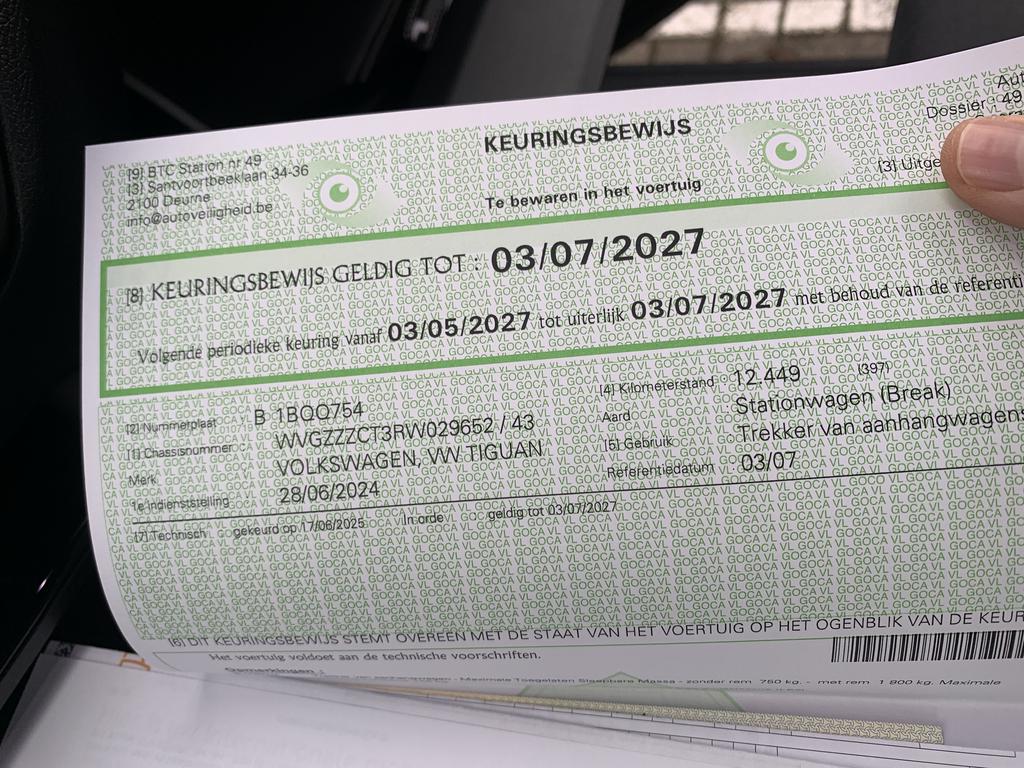 [9] BTC Station nr 49
[3] Santvoortbeeklaan 34-36
2100 Deurne
info@autoveiligheid.be
KEURINGSBEWIJS
Te bewaren in het voertuig
Aut
Dossier : 49
[3] Uitge
[8] KEURINGSBEWIJS GELDIG TOT : 03/07/2027
Volgende periodieke keuring vanaf 03/05/2027 tot uiterlijk 03/07/2027 met behoud van de referenti
[2] Nummerplaat B 1BQQ754
[1] Chassisnummer WVGZZZCT3RW029652 / 43
Merk VOLKSWAGEN, VW TIGUAN
1e Indienststelling 28/06/2024
[4] Kilometerstand : 12.449 (397)
Aard Stationwagen (Break)
[5] Gebruik Trekker van aanhangwagens
Referentiedatum : 03/07
[7] Technisch gekeurd op 17/06/2025 In orde geldig tot 03/07/2027
(6) DIT KEURINGSBEWIJS STEMT OVEREEN MET DE STAAT VAN HET VOERTUIG OP HET OGENBLIK VAN DE KEUR
Het voertuig voldoet aan de technische voorschriften.
Opmerkingen :
- Maximale Toegelaten Sleepbare Massa - zonder rem 750 kg. - met rem 1 800 kg. Maximale